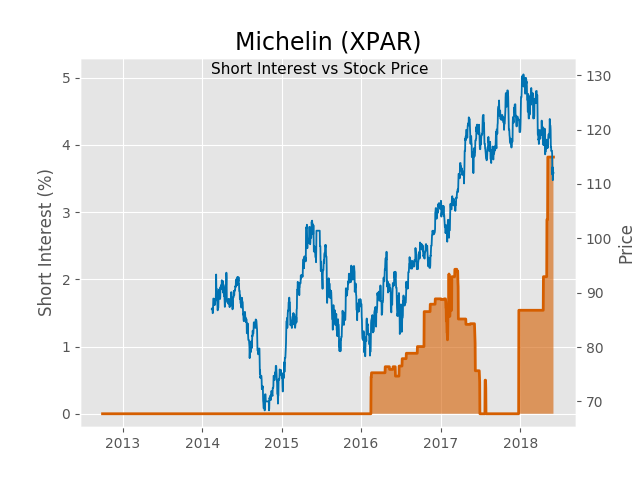 Michelin (XPAR)
Short Interest vs Stock Price
Short Interest (%)
5
4
3
2
1
0
130
120
110
100
90
80
70
Price
2013 2014 2015 2016 2017 2018